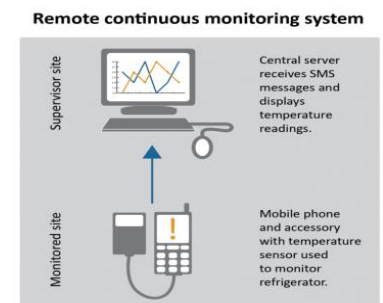 Remote continuous monitoring system
Supervisor site
Central server
receives SMS
messages and
displays
temperature
readings.
Monitored site
!
Mobile phone
and accessory
with temperature
sensor used
to monitor
refrigerator.